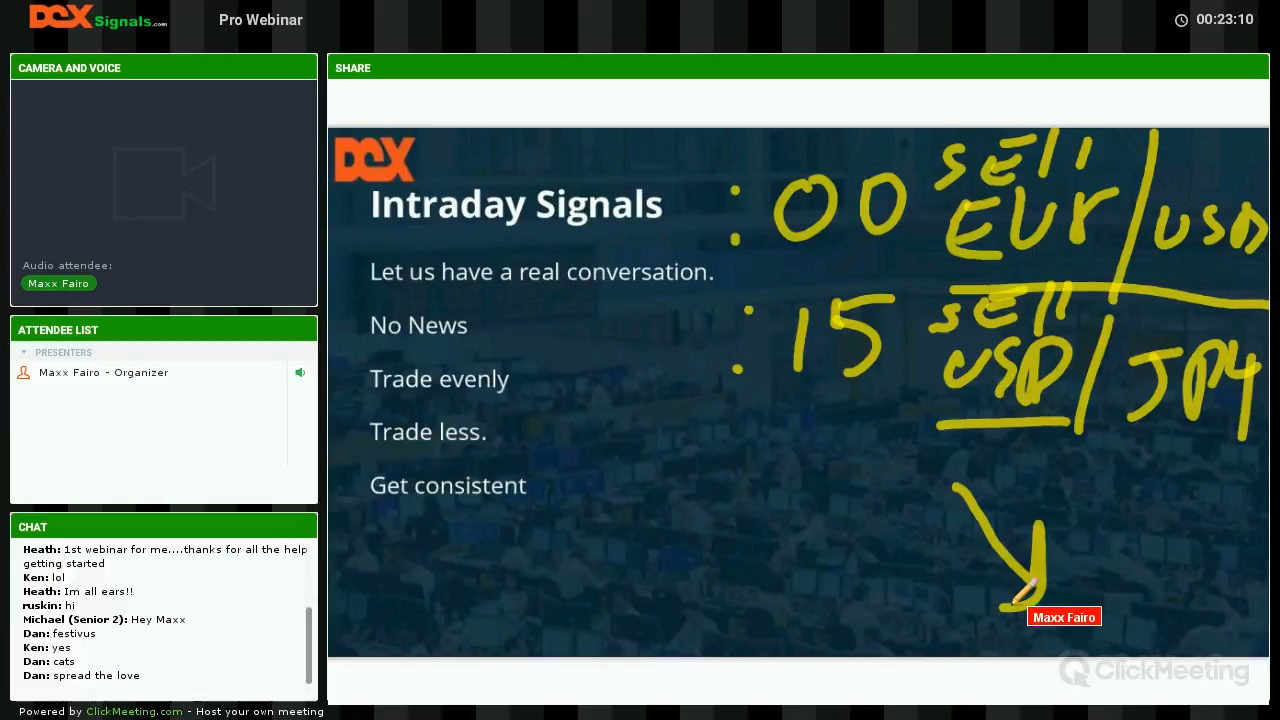 DCX Signals.com
Pro Webinar
00:23:10
CAMERA AND VOICE
Audio attendee:
Maxx Fairo
ATTENDEE LIST
PRESENTERS
Maxx Fairo - Organizer
CHAT
Heath: 1st webinar for me....thanks for all the help
getting started
Ken: lol
Heath: Im all ears!!
ruskin: hi
Michael (Senior 2): Hey Maxx
Dan: festivus
Ken: yes
Dan: cats
Dan: spread the love
Powered by ClickMeeting.com - Host your own meeting
SHARE
DCX
Intraday Signals
Let us have a real conversation.
No News
Trade evenly
Trade less.
Get consistent
:00 sell
EUR/USD
:15 sell
USD/JPY
Maxx Fairo
ClickMeeting